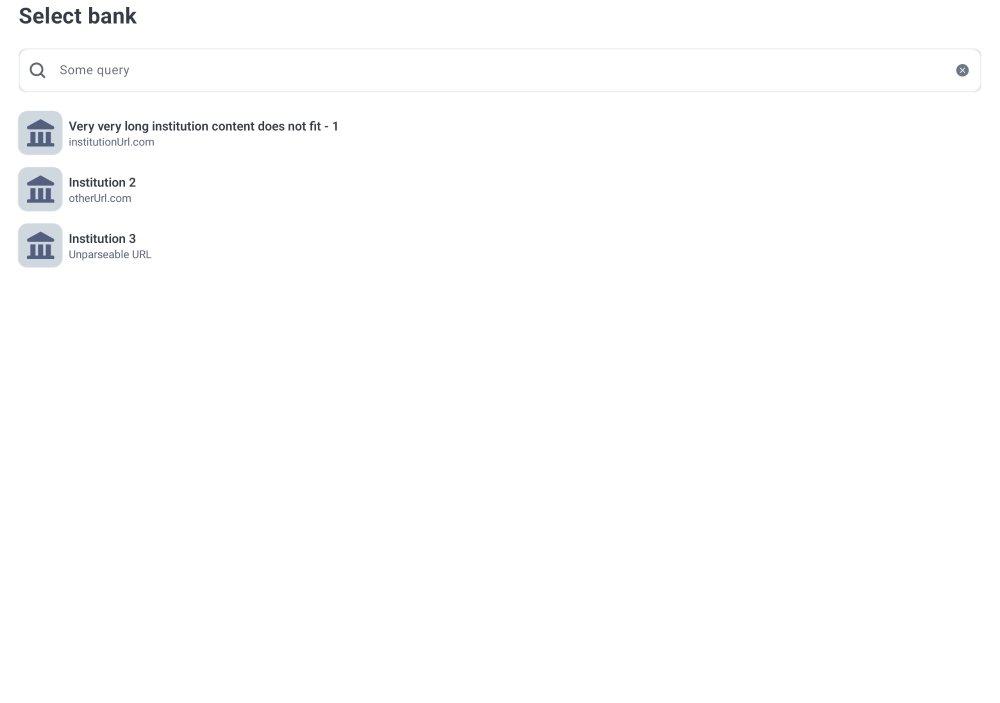 Select bank
Some query
Very very long institution content does not fit - 1
institutionUrl.com
Institution 2
otherUrl.com
Institution 3
Unparseable URL